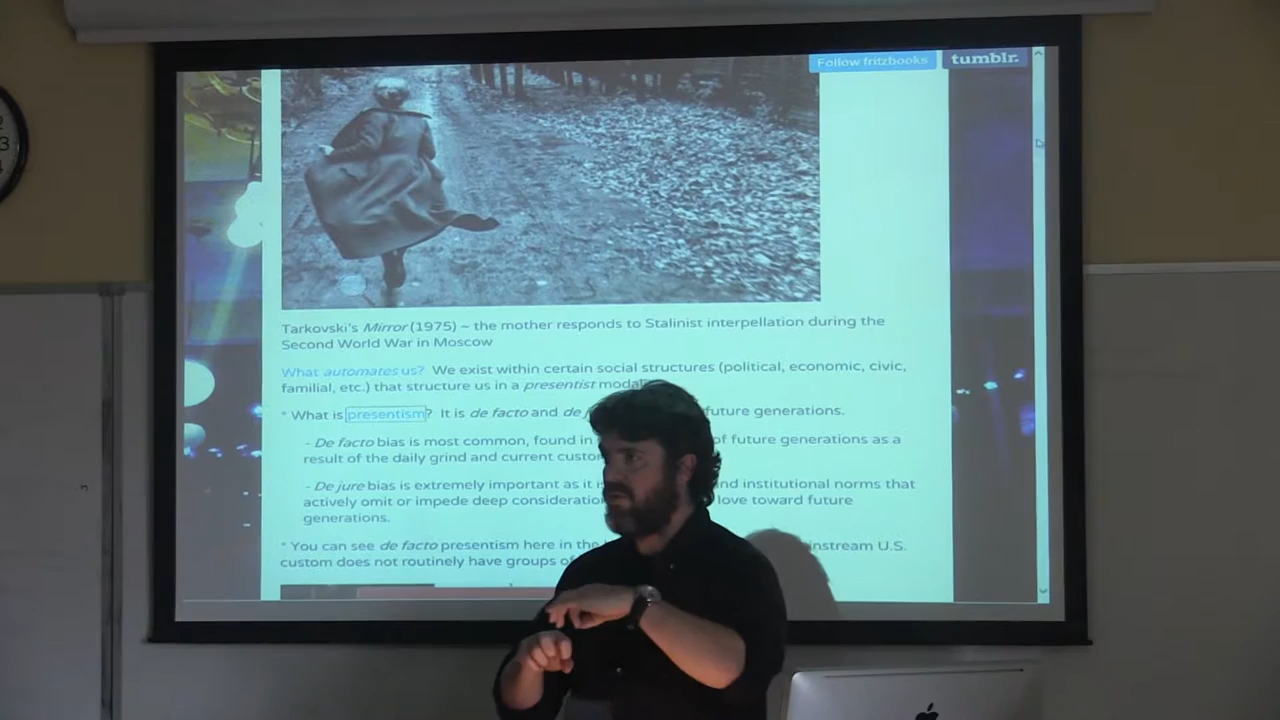 Follow fritzbooks tumblr.
Tarkovski's Mirror (1975) ~ the mother responds to Stalinist interpellation during the
Second World War in Moscow
What automates us? We exist within certain social structures (political, economic, civic,
familial, etc.) that structure us in a presentist
* What is presentism? It is de facto and de future generations.
- De facto bias is most common, found in of future generations as a
result of the daily grind and current
- De jure bias is extremely important as it and institutional norms that
actively omit or impede deep love toward future
generations.
* You can see de facto presentism here in the U.S.
custom does not routinely have groups
2
3